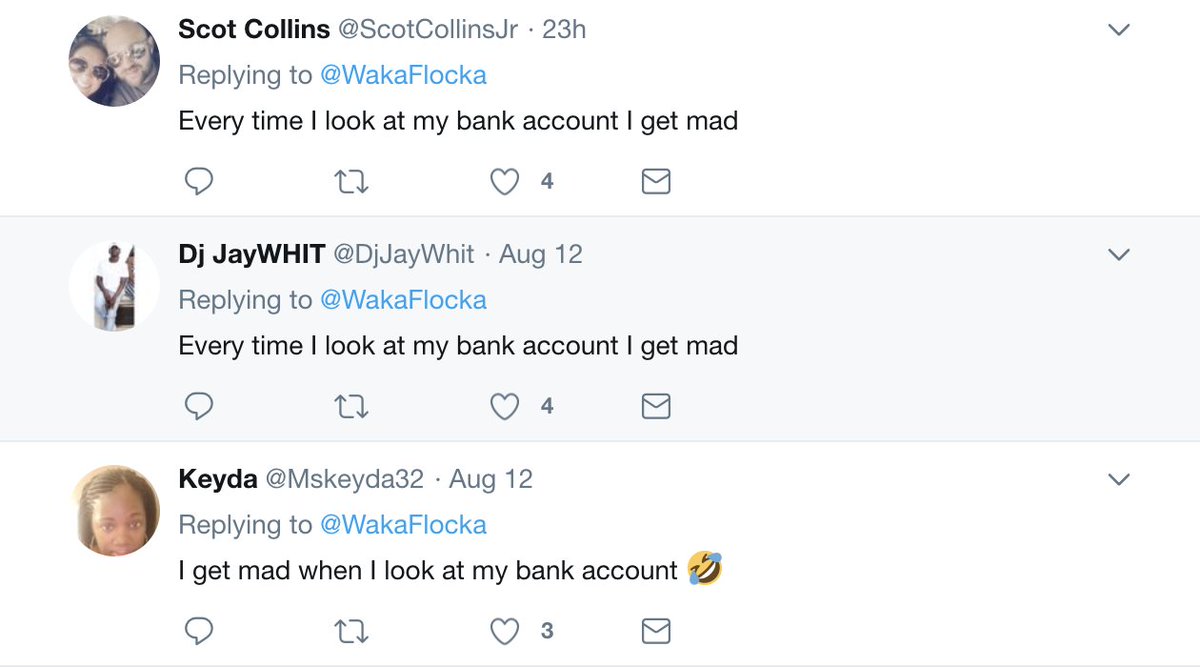 Scot Collins @ScotCollinsJr · 23h
Replying to @WakaFlocka
Every time I look at my bank account I get mad
4
Dj JayWHIT @DjJayWhit · Aug 12
Replying to @WakaFlocka
Every time I look at my bank account I get mad
4
Keyda @Mskeyda32 · Aug 12
Replying to @WakaFlocka
I get mad when I look at my bank account 🤣
3